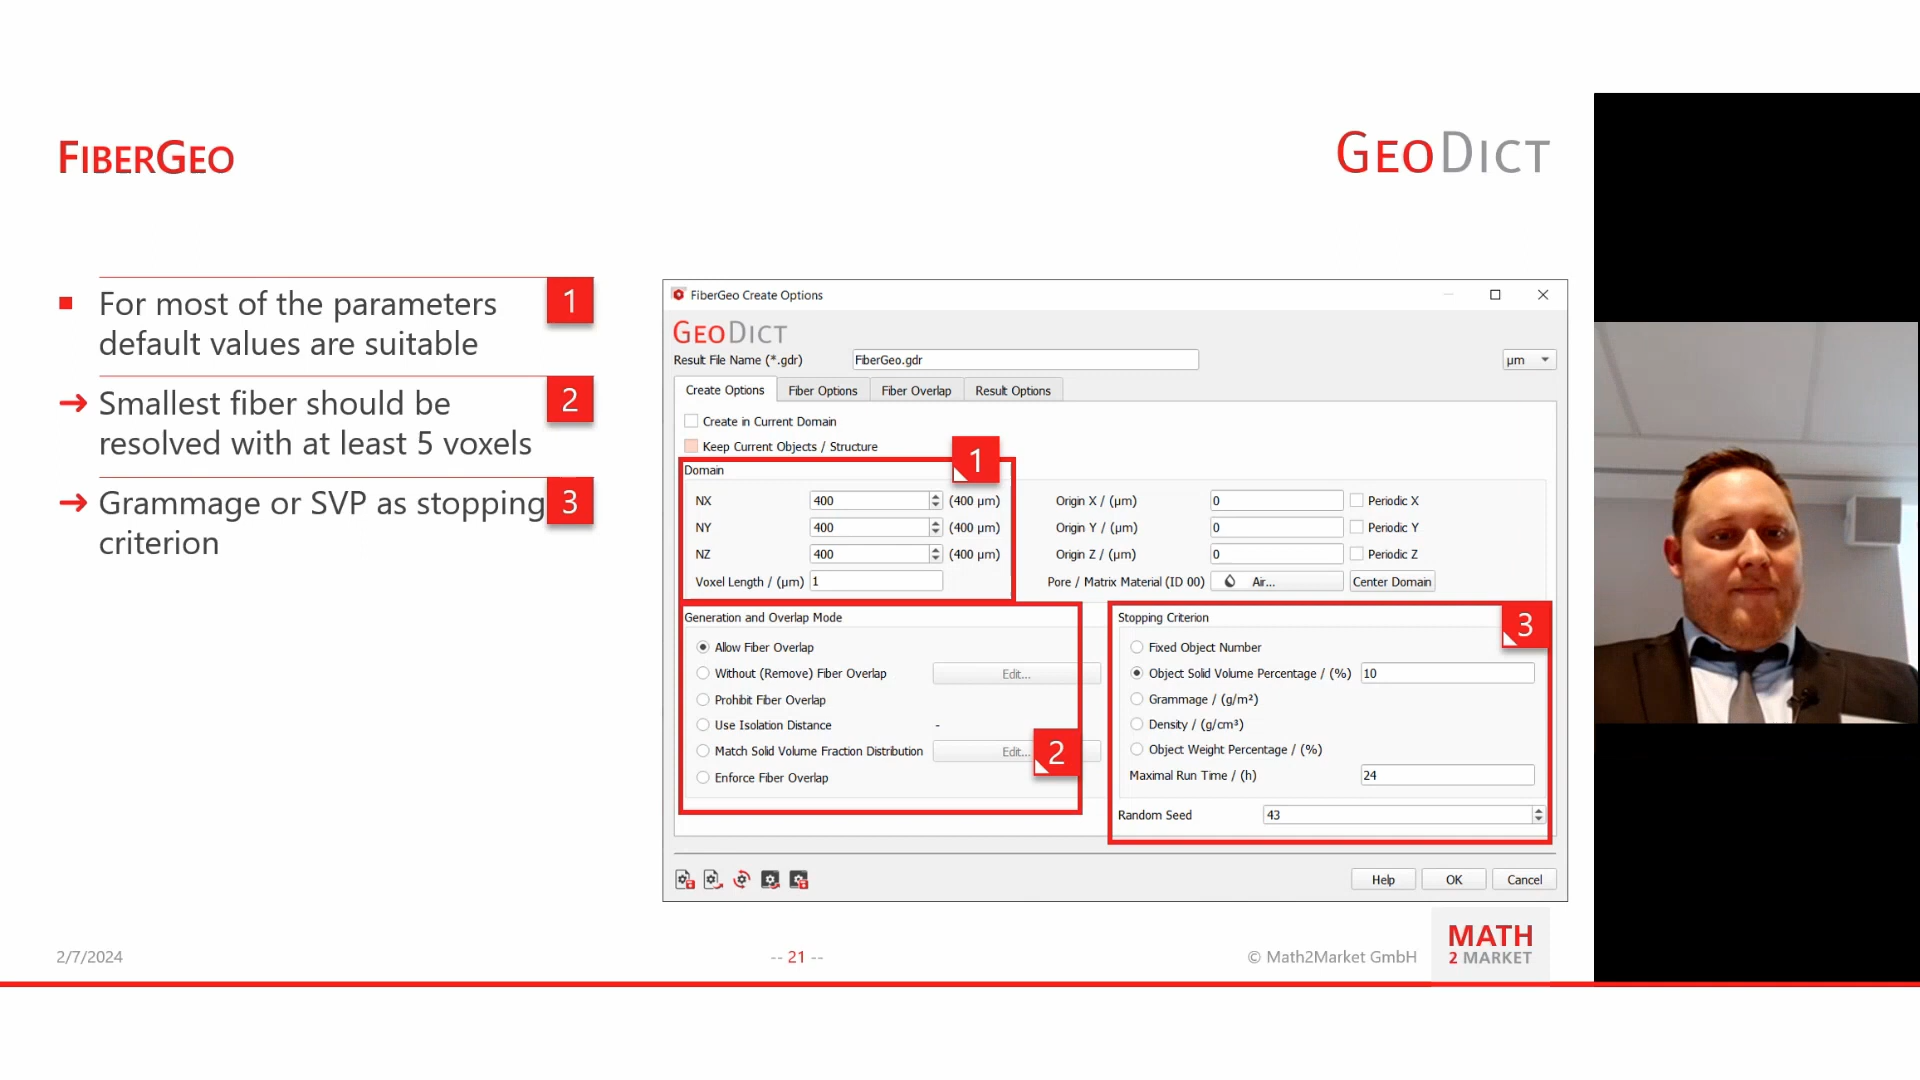 FIBERGEO
GEODICT
For most of the parameters 1
default values are suitable
Smallest fiber should be 2
resolved with at least 5 voxels
Grammage or SVP as stopping 3
criterion
FiberGeo Create Options
GEODICT
Result File Name (*.gdr) FiberGeo.gdr µm
Create Options Fiber Options Fiber Overlap Result Options
Create in Current Domain
Keep Current Objects / Structure
1
Domain
NX 400 (400 µm) Origin X / (µm) 0 Periodic X
NY 400 (400 µm) Origin Y / (µm) 0 Periodic Y
NZ 400 (400 µm) Origin Z / (µm) 0 Periodic Z
Voxel Length / (µm) 1 Pore / Matrix Material (ID 00) Air... Center Domain
Generation and Overlap Mode
Allow Fiber Overlap
Without (Remove) Fiber Overlap Edit...
Prohibit Fiber Overlap
Use Isolation Distance -
Match Solid Volume Fraction Distribution Edit...
2
Enforce Fiber Overlap
Stopping Criterion
3
Fixed Object Number
Object Solid Volume Percentage / (%) 10
Grammage / (g/m²)
Density / (g/cm³)
Object Weight Percentage / (%)
Maximal Run Time / (h) 24
Random Seed 43
Help OK Cancel
2/7/2024
-- 21 --
© Math2Market GmbH
MATH
2 MARKET